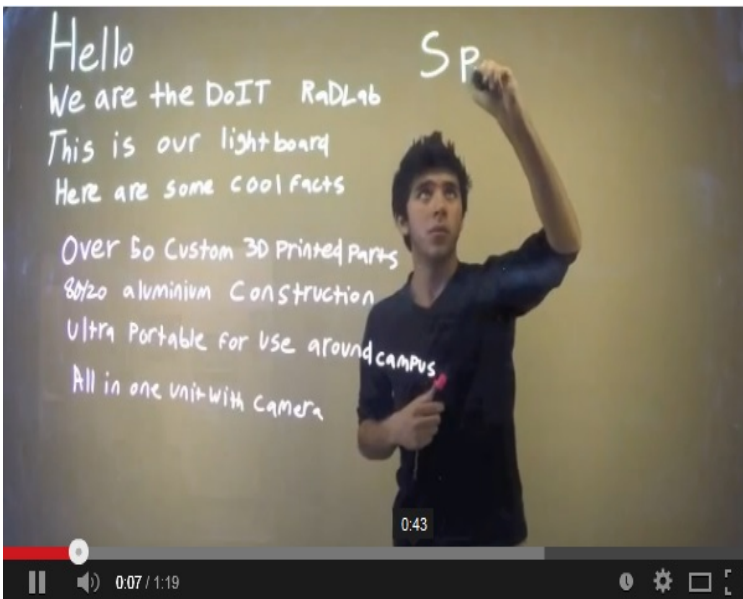 Hello
We are the DoIT RaDLab
This is our lightboard
Here are some cool facts
Over 50 Custom 3D Printed Parts
80/20 aluminium Construction
Ultra Portable for use around campus
All in one unit with camera
Sp
0:43
0:07 / 1:19